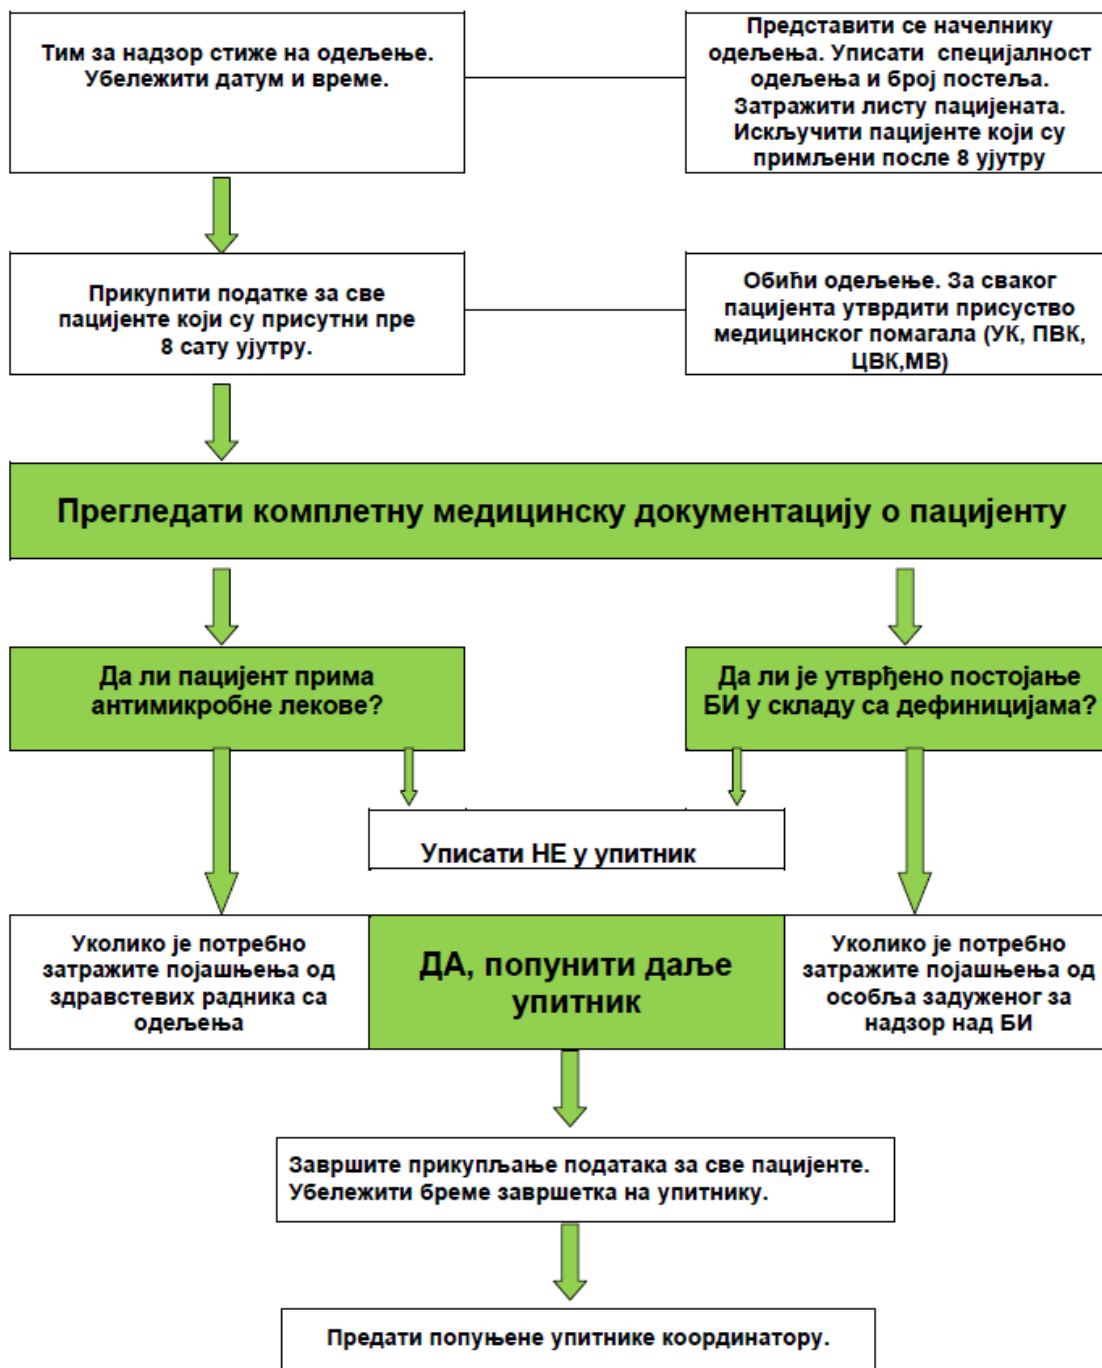 Тим за надзор стиже на одељење.
Убележити датум и време.
Представити се начелнику
одељења. Уписати специјалност
одељења и број постеља.
Затражити листу пацијената.
Искључити пацијенте који су
примљени после 8 ујутру
Прикупити податке за све
пацијенте који су присутни пре
8 сату ујутру.
Обићи одељење. За сваког
пацијента утврдити присуство
медицинског помагала (УК, ПВК,
ЦВК,МВ)
Прегледати комплетну медицинску документацију о пацијенту
Да ли пацијент прима
антимикробне лекове?
Да ли је утврђено постојање
БИ у складу са дефиницијама?
Уписати НЕ у упитник
Уколико је потребно
затражите појашњења од
здравствевих радника са
одељења
ДА, попунити даље
упитник
Уколико је потребно
затражите појашњења од
особља задуженог за
надзор над БИ
Завршите прикупљање података за све пацијенте.
Убележити бреме завршетка на упитнику.
Предати попуњене упитнике координатору.